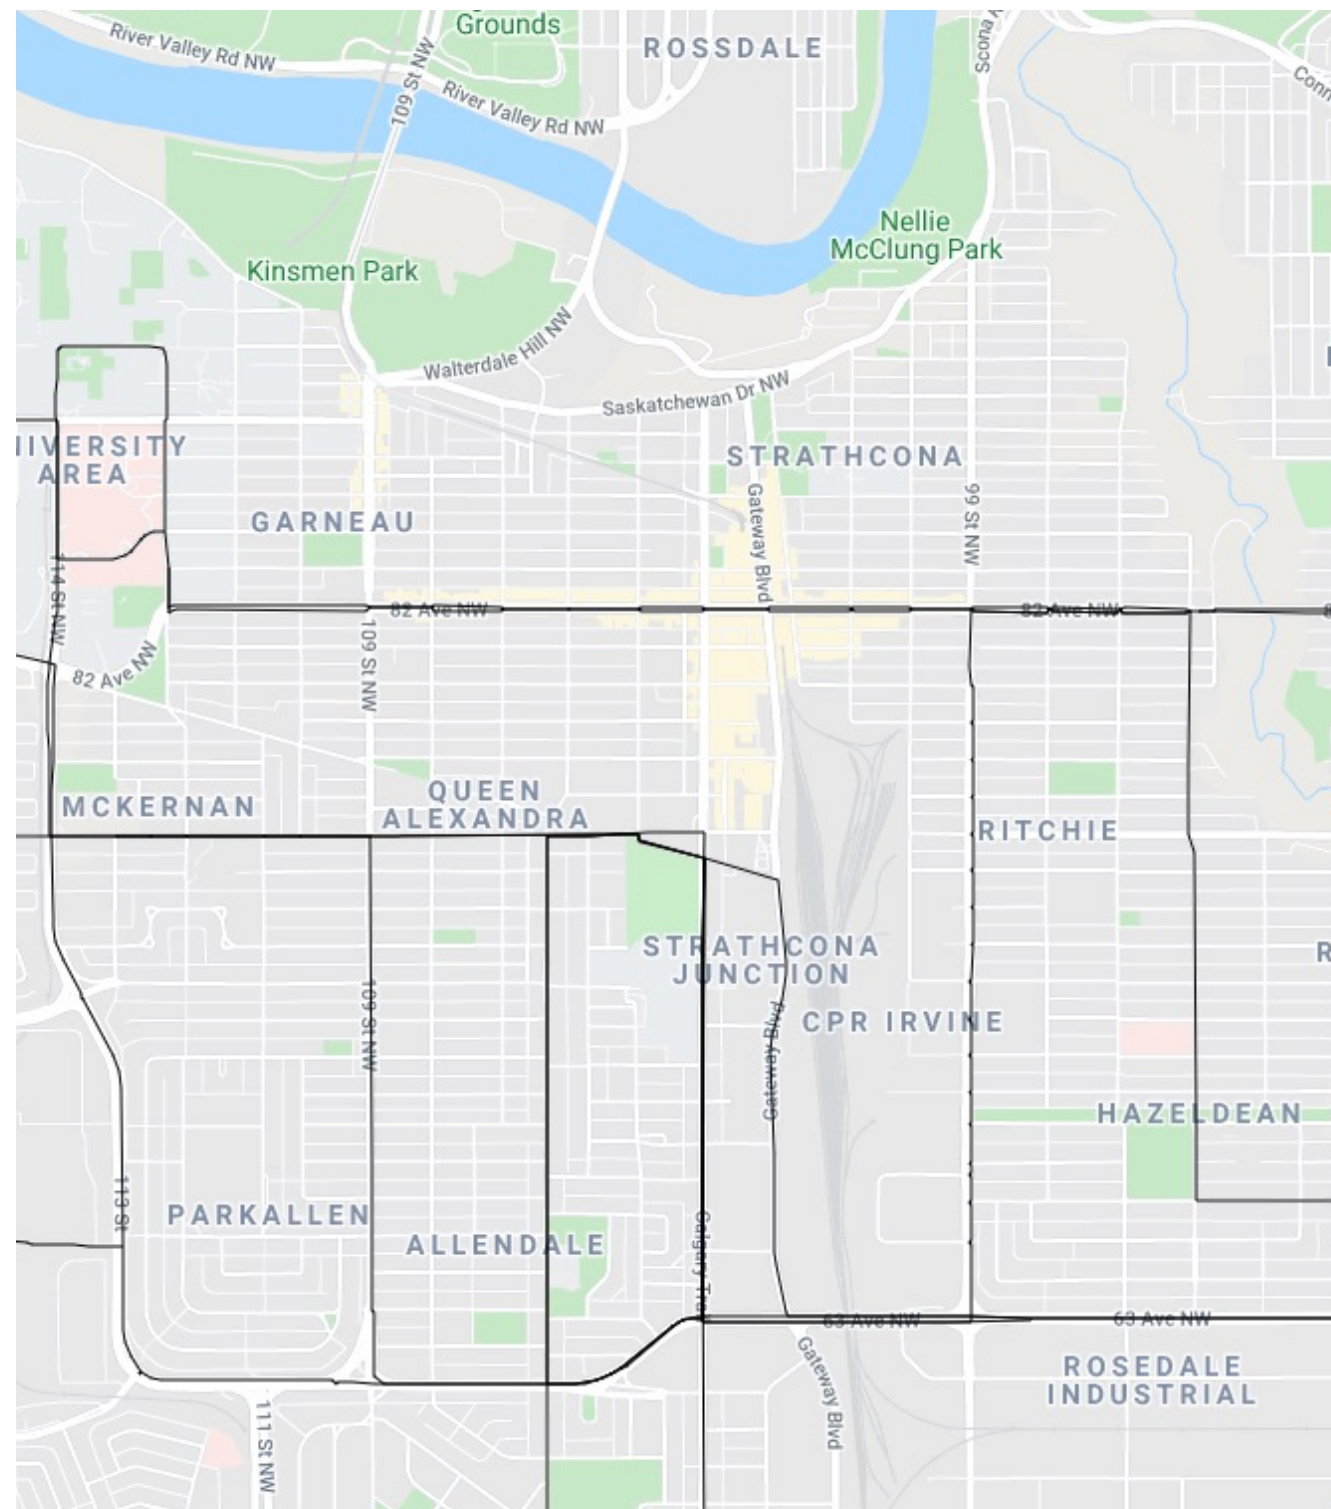 Grounds
ROSSDALE
River Valley Rd NW
109 St NW
River Valley Rd NW
Scona
Nellie
McClung Park
Kinsmen Park
Walterdale Hill NW
Saskatchewan Dr NW
NIVERSITY
AREA
STRATHCONA
GARNEAU
Gateway Blvd
99 St NW
114 St NW
82 Ave NW
82 Ave NW
109 St NW
82 Ave NW
QUEEN
ALEXANDRA
MCKERNAN
RITCHIE
STRATHCONA
JUNCTION
109 St NW
Gateway Blvd
CPR IRVINE
HAZELDEAN
113 St
PARKALLEN
ALLENDALE
Calgary Tra
63 Ave NW
63 Ave NW
Gateway Blvd
ROSEDALE
INDUSTRIAL
111 St NW